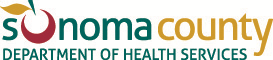 sonoma county
DEPARTMENT OF HEALTH SERVICES